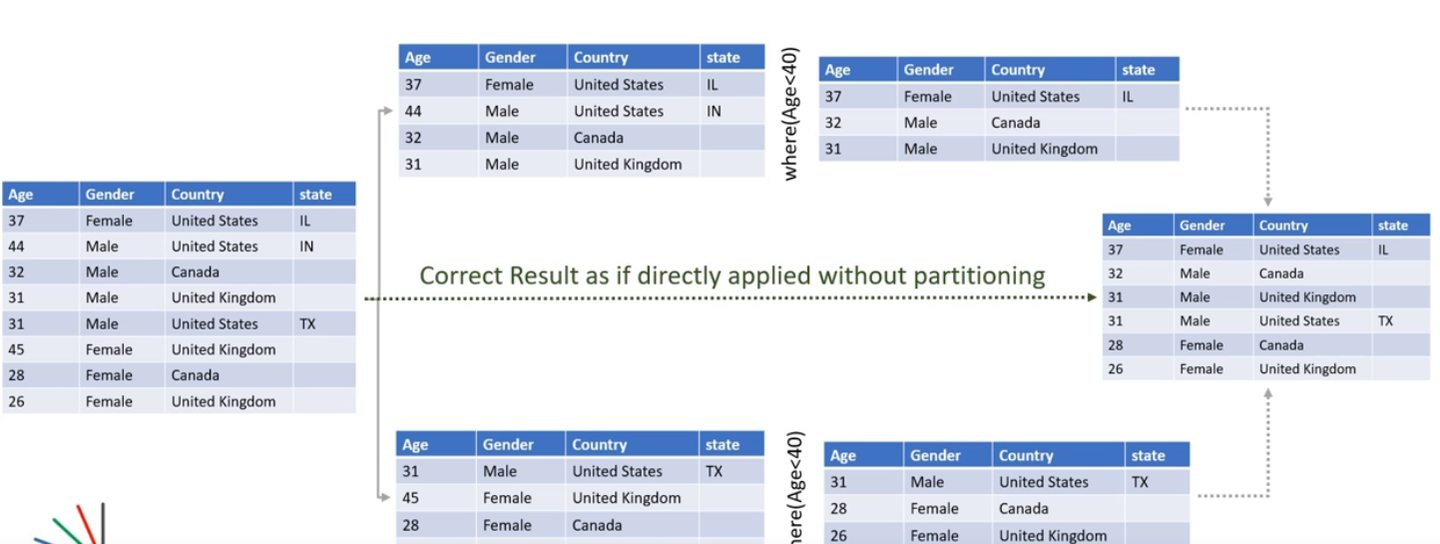 Age Gender Country state
37 Female United States IL
44 Male United States IN
32 Male Canada
31 Male United Kingdom
31 Male United States TX
45 Female United Kingdom
28 Female Canada
26 Female United Kingdom
Age Gender Country state
37 Female United States IL
44 Male United States IN
32 Male Canada
31 Male United Kingdom
where(Age<40)
Age Gender Country state
37 Female United States IL
32 Male Canada
31 Male United Kingdom
Correct Result as if directly applied without partitioning
Age Gender Country state
37 Female United States IL
32 Male Canada
31 Male United Kingdom
31 Male United States TX
28 Female Canada
26 Female United Kingdom
Age Gender Country state
31 Male United States TX
45 Female United Kingdom
28 Female Canada
here(Age<40)
Age Gender Country state
31 Male United States TX
28 Female Canada
26 Female United Kingdom